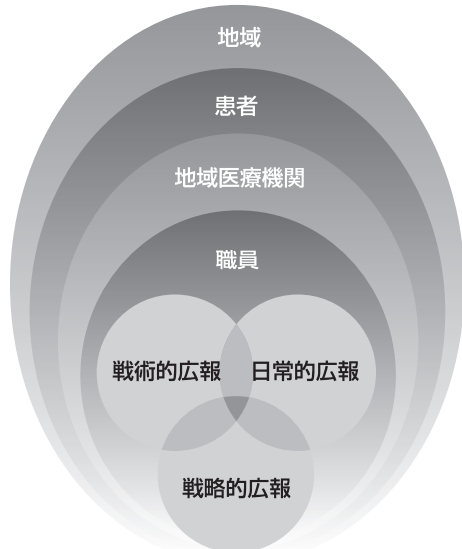 地域
患者
地域医療機関
職員
戦術的広報
日常的広報
戦略的広報